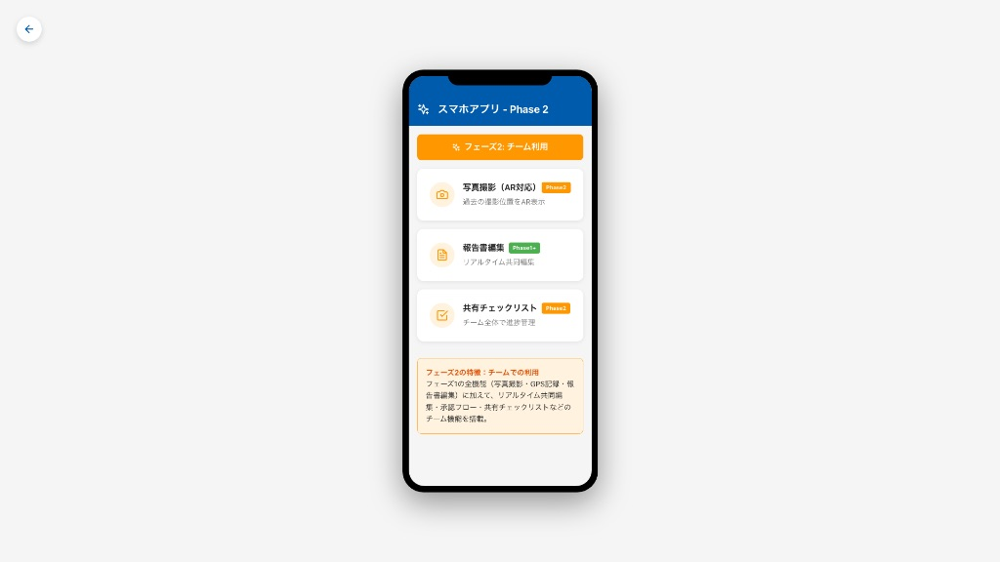 スマホアプリ - Phase 2
フェーズ2: チーム利用
写真撮影（AR対応） Phase2
過去の撮影位置をAR表示
報告書編集 Phase1+
リアルタイム共同編集
共有チェックリスト Phase2
チーム全体で進捗管理
フェーズ2の特徴：チームでの利用
フェーズ1の全機能（写真撮影・GPS記録・報
告書編集）に加えて、リアルタイム共同編
集・承認フロー・共有チェックリストなどの
チーム機能を搭載。